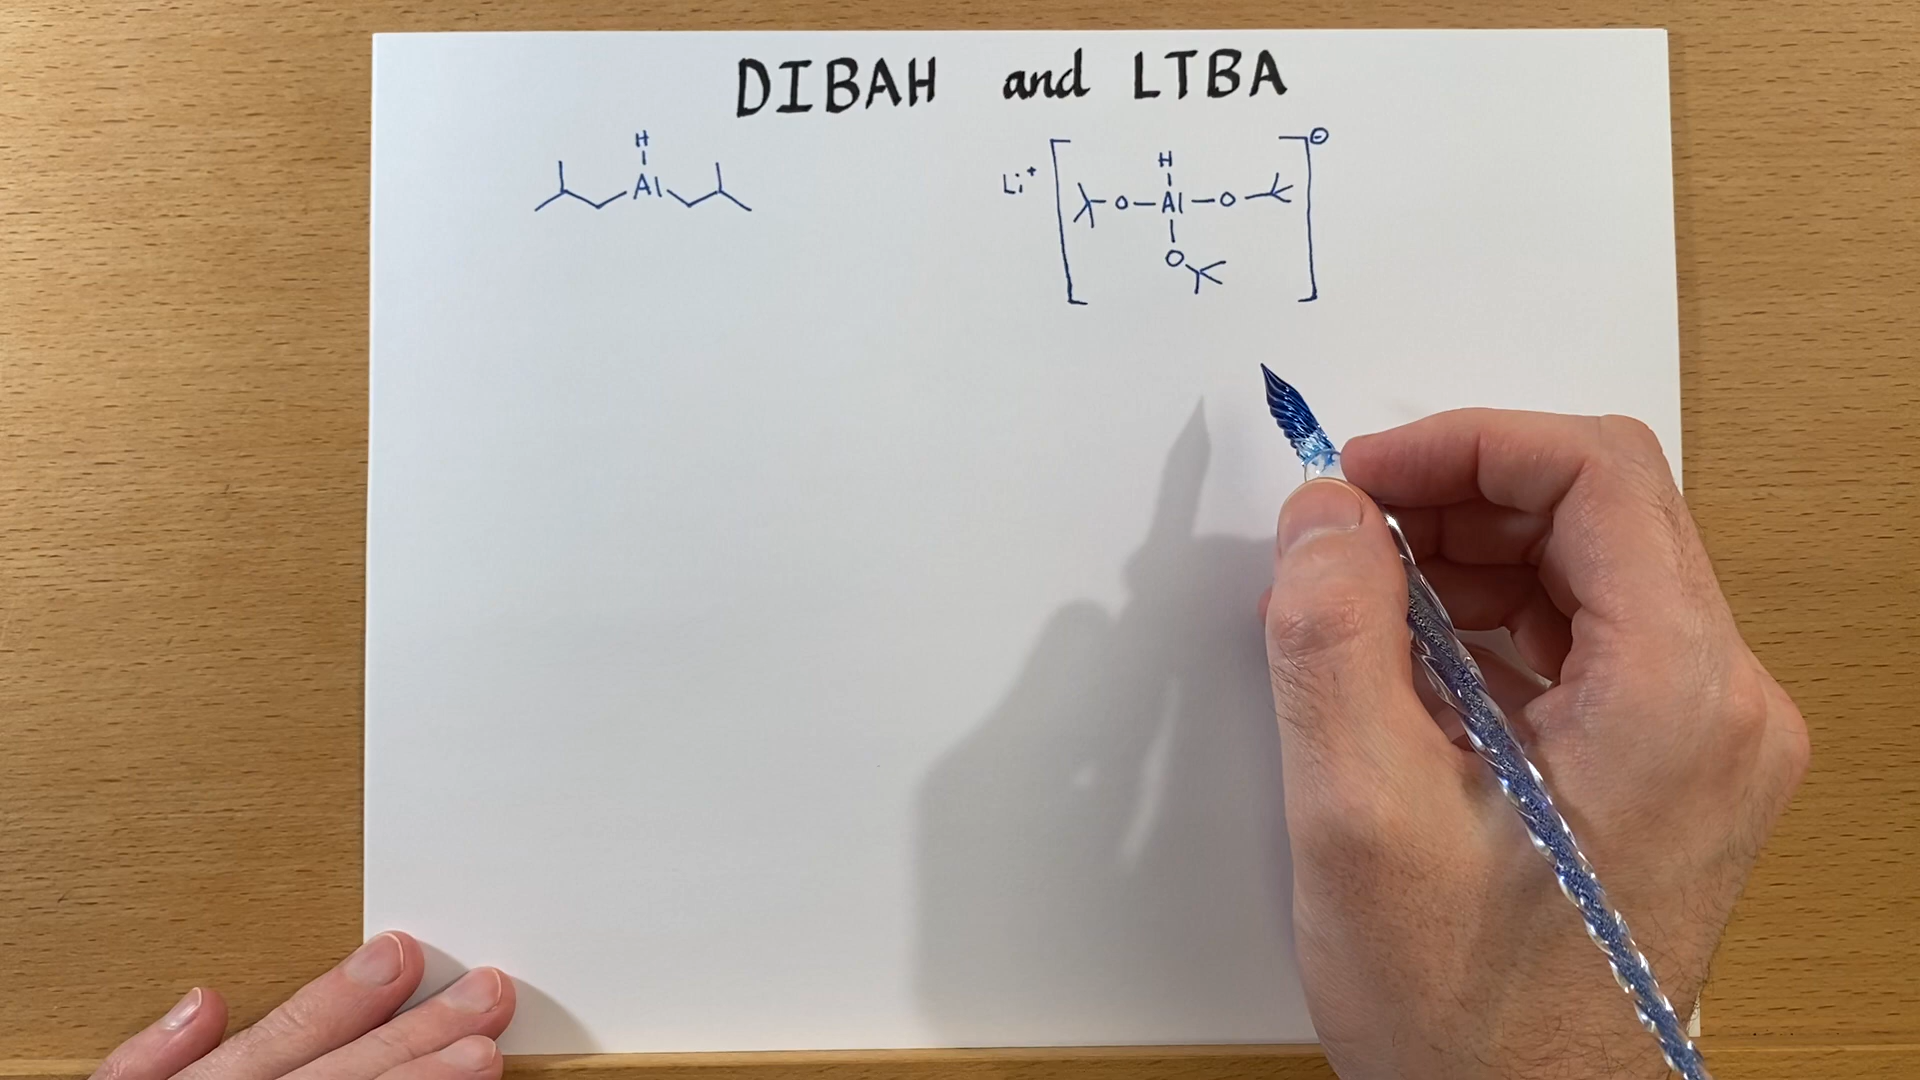 DIBAH and LTBA
H
Al
Li⁺
H
O—Al—O
O
⊖